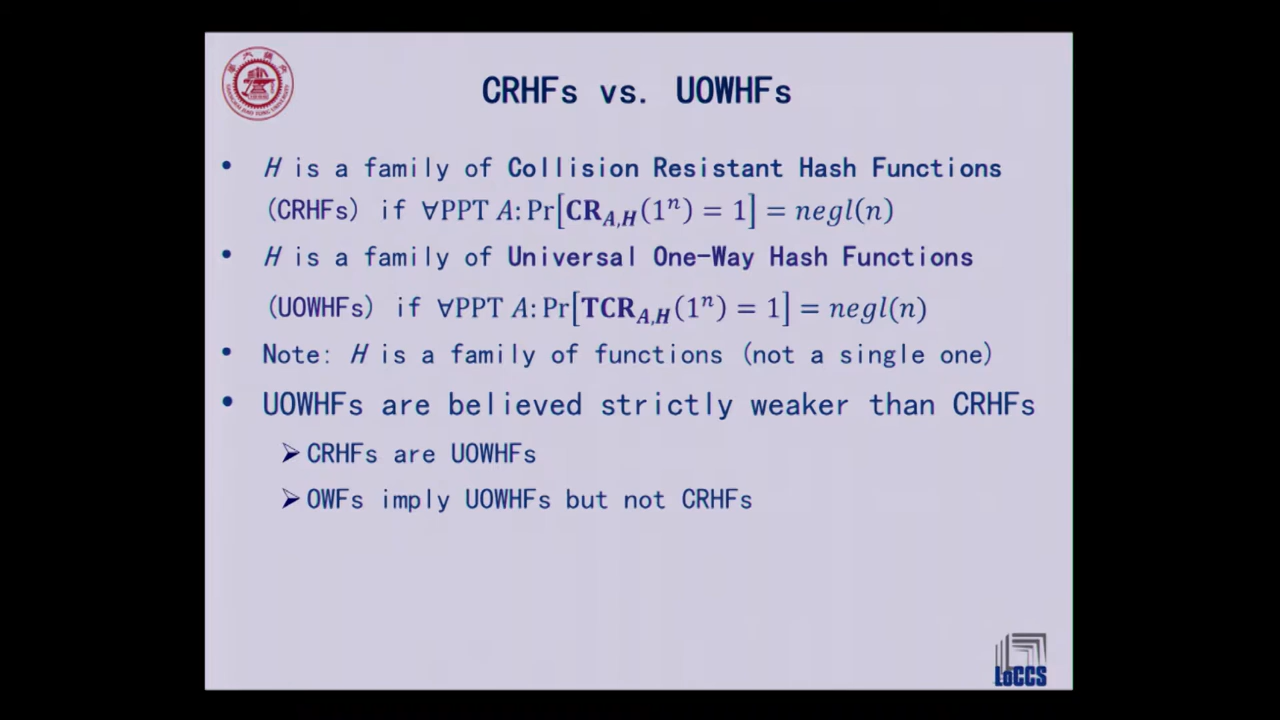 CRHFs vs. UOWHFs
• H is a family of Collision Resistant Hash Functions
(CRHFs) if ∀PPT A: Pr[CR_{A,H}(1ⁿ) = 1] = negl(n)
• H is a family of Universal One-Way Hash Functions
(UOWHFs) if ∀PPT A: Pr[TCR_{A,H}(1ⁿ) = 1] = negl(n)
• Note: H is a family of functions (not a single one)
• UOWHFs are believed strictly weaker than CRHFs
➢ CRHFs are UOWHFs
➢ OWFs imply UOWHFs but not CRHFs
LoCCS